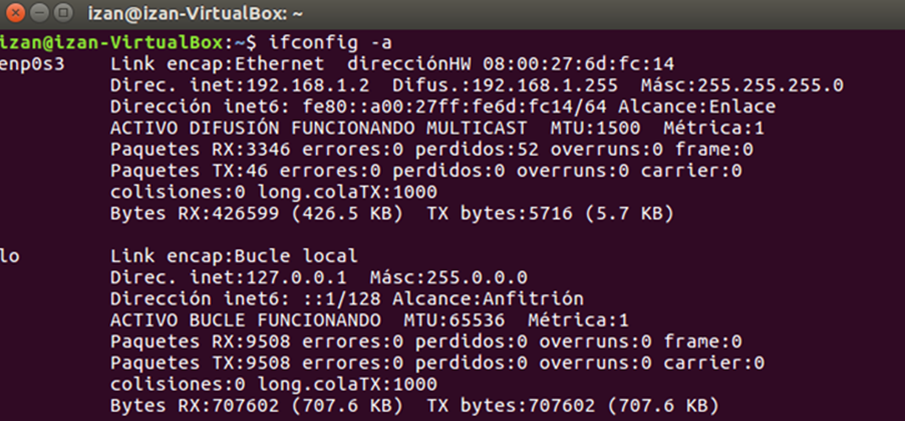 izan@izan-VirtualBox: ~
izan@izan-VirtualBox:~$ ifconfig -a
enp0s3    Link encap:Ethernet  direcciónHW 08:00:27:6d:fc:14
          Direc. inet:192.168.1.2  Difus.:192.168.1.255  Másc:255.255.255.0
          Dirección inet6: fe80::a00:27ff:fe6d:fc14/64 Alcance:Enlace
          ACTIVO DIFUSIÓN FUNCIONANDO MULTICAST  MTU:1500  Métrica:1
          Paquetes RX:3346 errores:0 perdidos:52 overruns:0 frame:0
          Paquetes TX:46 errores:0 perdidos:0 overruns:0 carrier:0
          colisiones:0 long.colaTX:1000
          Bytes RX:426599 (426.5 KB)  TX bytes:5716 (5.7 KB)

lo        Link encap:Bucle local
          Direc. inet:127.0.0.1  Másc:255.0.0.0
          Dirección inet6: ::1/128 Alcance:Anfitrión
          ACTIVO BUCLE FUNCIONANDO  MTU:65536  Métrica:1
          Paquetes RX:9508 errores:0 perdidos:0 overruns:0 frame:0
          Paquetes TX:9508 errores:0 perdidos:0 overruns:0 carrier:0
          colisiones:0 long.colaTX:1000
          Bytes RX:707602 (707.6 KB)  TX bytes:707602 (707.6 KB)